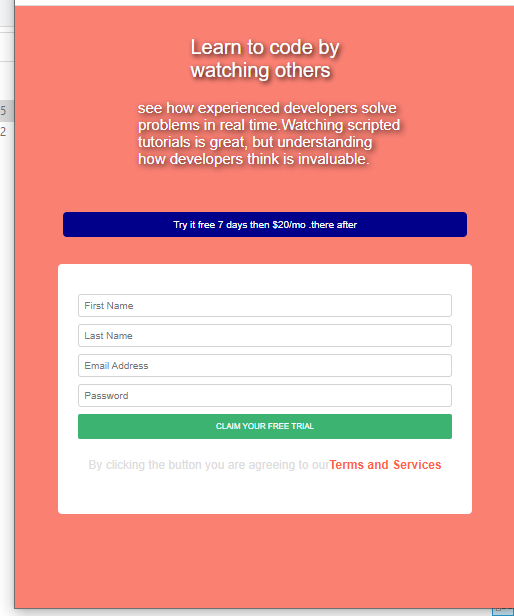 5
2
Learn to code by
watching others
see how experienced developers solve
problems in real time.Watching scripted
tutorials is great, but understanding
how developers think is invaluable.
Try it free 7 days then $20/mo .there after
First Name
Last Name
Email Address
Password
CLAIM YOUR FREE TRIAL
By clicking the button you are agreeing to ourTerms and Services